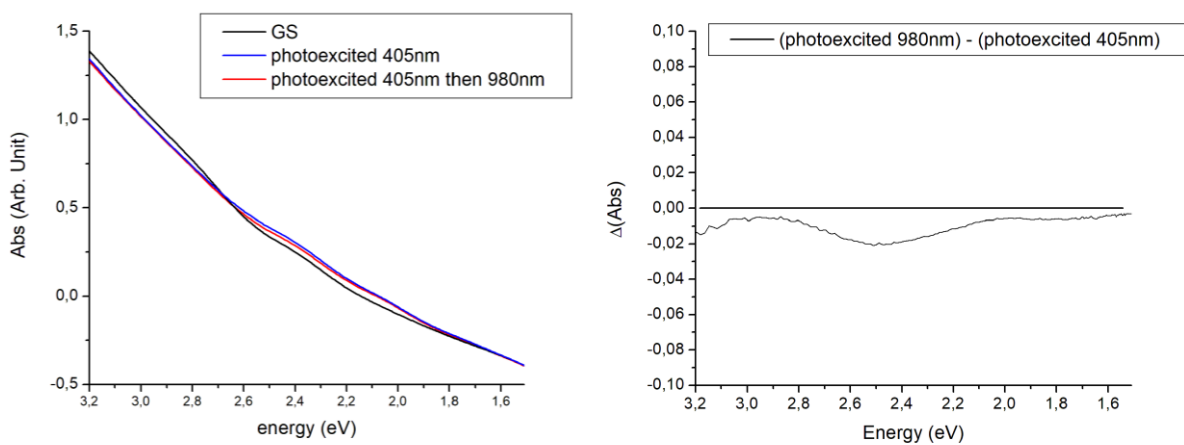 GS
photoexcited 405nm
photoexcited 405nm then 980nm
1,5
1,0
0,5
0,0
-0,5
Abs (Arb. Unit)
3,2 3,0 2,8 2,6 2,4 2,2 2,0 1,8 1,6
energy (eV)
(photoexcited 980nm) - (photoexcited 405nm)
0,10
0,08
0,06
0,04
0,02
0,00
-0,02
-0,04
-0,06
-0,08
-0,10
Δ(Abs)
3,2 3,0 2,8 2,6 2,4 2,2 2,0 1,8 1,6
Energy (eV)